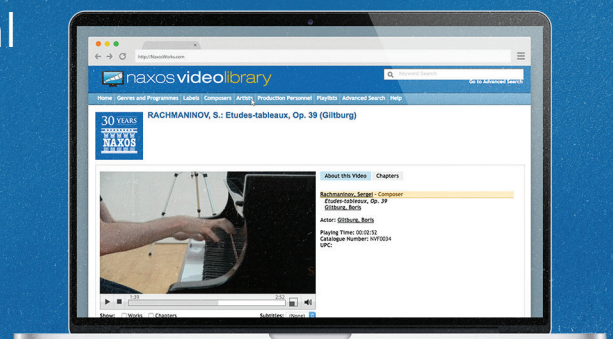 al
http://NaxosWorks.com
naxos videolibrary
Keyword Search
Go to Advanced Search
Home Genres and Programmes Labels Composers Artists Production Personnel Playlists Advanced Search Help
30 YEARS
NAXOS
RACHMANINOV, S.: Etudes-tableaux, Op. 39 (Giltburg)
About this Video Chapters
Rachmaninov, Sergei - Composer
Etudes-tableaux, Op. 39
Giltburg, Boris
Actor: Giltburg, Boris
Playing Time: 00:02:52
Catalogue Number: NVF0034
UPC:
1:35 2:52
Show: Works Chapters Subtitles: (None)